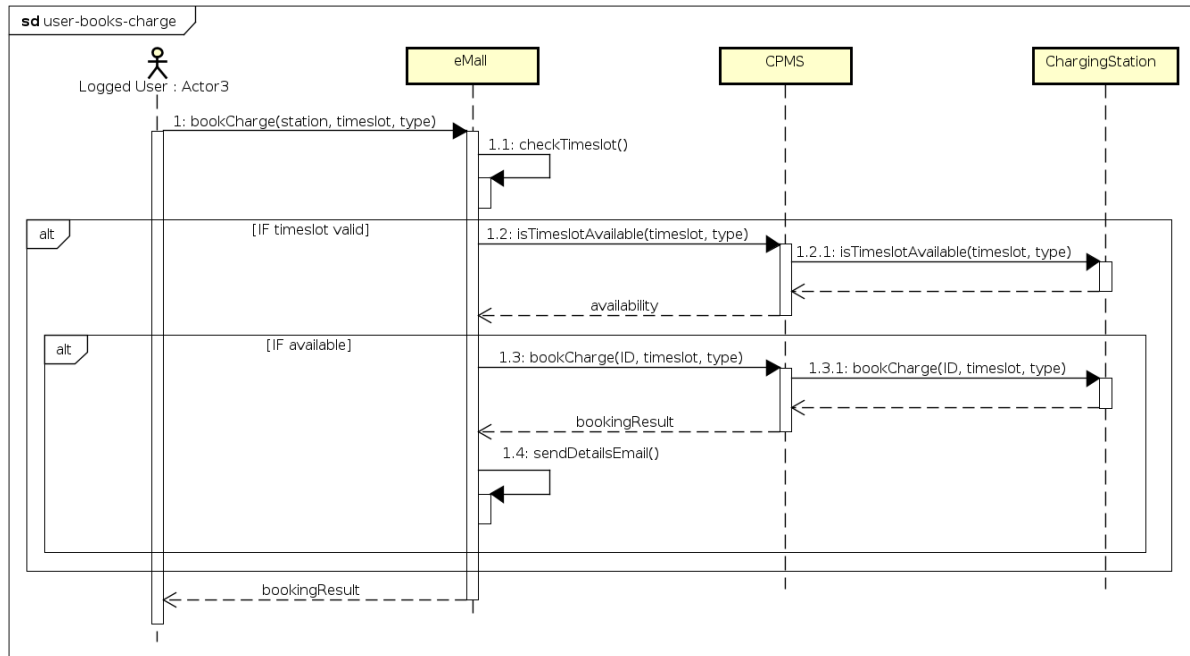 sd user-books-charge
Logged User : Actor3
eMall
CPMS
ChargingStation
1: bookCharge(station, timeslot, type)
1.1: checkTimeslot()
alt
[IF timeslot valid]
1.2: isTimeslotAvailable(timeslot, type)
1.2.1: isTimeslotAvailable(timeslot, type)
availability
alt
[IF available]
1.3: bookCharge(ID, timeslot, type)
1.3.1: bookCharge(ID, timeslot, type)
bookingResult
1.4: sendDetailsEmail()
bookingResult